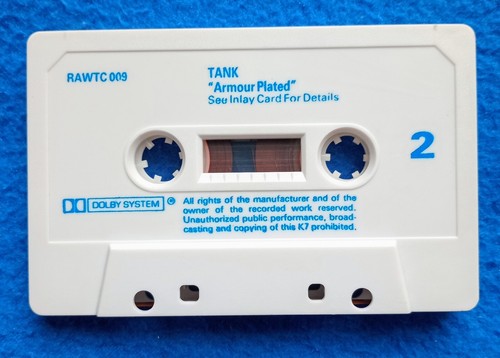 RAWTC 009
TANK
"Armour Plated"
See Inlay Card For Details
2
DOLBY SYSTEM
All rights of the manufacturer and of the
owner of the recorded work reserved.
Unauthorized public performance, broad-
casting and copying of this K7 prohibited.